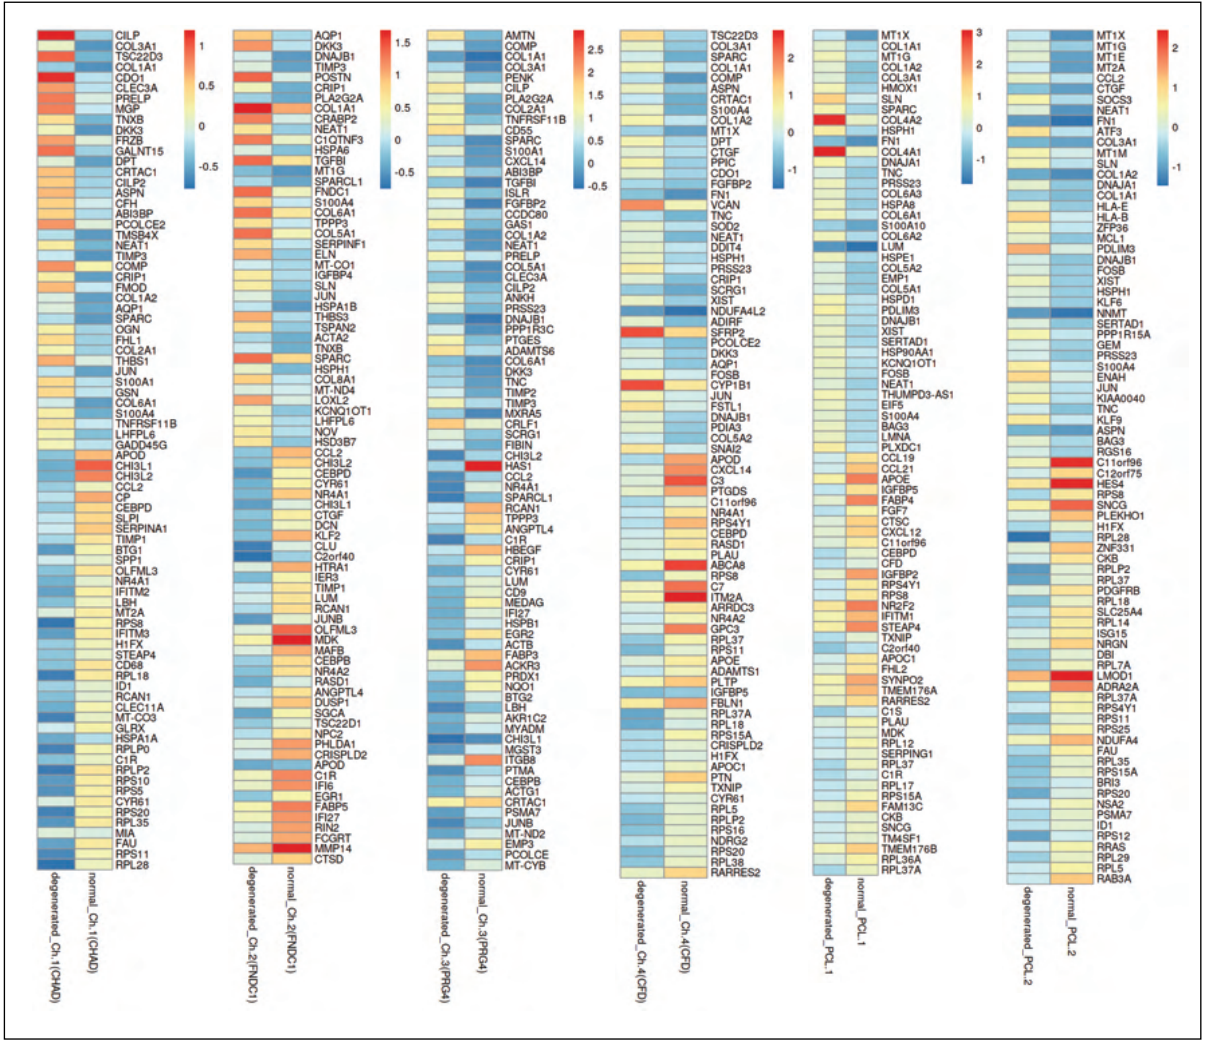 CILP
COL3A1
TSC22D3
COL1A1
CDO1
CLEC3A
PRELP
MGP
TNXB
DKK3
FRZB
GALNT15
DPT
CRTAC1
CILP2
ASPN
CFH
ABI3BP
PCOLCE2
TMSB4X
NEAT1
TIMP3
COMP
CRIP1
FMOD
COL1A2
AQP1
SPARC
OGN
FHL1
COL2A1
THBS1
JUN
S100A1
GSN
COL6A1
S100A4
TNFRSF11B
LHFPL6
GADD45G
APOD
CHI3L1
CHI3L2
CCL2
CP
CEBPD
SLPI
SERPINA1
TIMP1
BTG1
SPP1
OLFML3
NR4A1
IFITM2
LBH
MT2A
RPS8
IFITM3
H1FX
STEAP4
CD68
RPL18
ID1
RCAN1
CLEC11A
MT-CO3
GLRX
HSPA1A
RPLP0
C1R
RPLP2
RPS10
RPS5
CYR61
RPS20
RPL35
MIA
FAU
RPS11
RPL28
degenerated_Ch.1(CHAD)
normal_Ch.1(CHAD)
1
0.5
0
-0.5
AQP1
DKK3
DNAJB1
TIMP3
POSTN
CRIP1
PLA2G2A
COL1A1
CRABP2
NEAT1
C1QTNF3
HSPA6
TGFBI
MT1G
SPARCL1
FNDC1
S100A4
COL6A1
TPPP3
COL5A1
SERPINF1
ELN
MT-CO1
IGFBP4
SLN
JUN
HSPA1B
THBS3
TSPAN2
ACTA2
TNXB
SPARC
HSPH1
COL8A1
MT-ND4
LOXL2
KCNQ1OT1
LHFPL6
NOV
HSD3B7
CCL2
CHI3L2
CEBPD
CYR61
NR4A1
CHI3L1
CTGF
DCN
KLF2
CLU
C2orf40
HTRA1
IER3
TIMP1
LUM
RCAN1
JUNB
OLFML3
MDK
MAFB
CEBPB
NR4A2
RASD1
ANGPTL4
DUSP1
SGCA
TSC22D1
NPC2
PHLDA1
CRISPLD2
APOD
C1R
IFI6
EGR1
FABP5
IFI27
RIN2
FCGRT
MMP14
CTSD
degenerated_Ch.2(FNDC1)
normal_Ch.2(FNDC1)
1.5
1
0.5
0
-0.5
AMTN
COMP
COL1A1
COL3A1
PENK
CILP
PLA2G2A
COL2A1
TNFRSF11B
CD55
SPARC
S100A1
CXCL14
ABI3BP
TGFBI
ISLR
FGFBP2
CCDC80
GAS1
COL1A2
NEAT1
PRELP
COL5A1
CLEC3A
CILP2
ANKH
PRSS23
DNAJB1
PPP1R3C
PTGES
ADAMTS6
COL6A1
DKK3
TNC
TIMP2
TIMP3
MXRA5
CRLF1
SCRG1
FIBIN
CHI3L2
HAS1
CCL2
NR4A1
SPARCL1
RCAN1
TPPP3
ANGPTL4
C1R
HBEGF
CRIP1
CYR61
LUM
CD9
MEDAG
IFI27
HSPB1
EGR2
ACTB
FABP3
ACKR3
PRDX1
NQO1
BTG2
LBH
AKR1C2
MYADM
CHI3L1
MGST3
ITGB8
PTMA
CEBPB
ACTG1
CRTAC1
PSMA7
JUNB
MT-ND2
EMP3
PCOLCE
MT-CYB
degenerated_Ch.3(PRG4)
normal_Ch.3(PRG4)
2.5
2
1.5
1
0.5
0
-0.5
TSC22D3
COL3A1
SPARC
COL1A1
COMP
ASPN
CRTAC1
S100A4
COL1A2
MT1X
DPT
CTGF
PPIC
CDO1
FGFBP2
FN1
VCAN
TNC
SOD2
NEAT1
DDIT4
HSPH1
PRSS23
CRIP1
SCRG1
XIST
NDUFA4L2
ADIRF
SFRP2
PCOLCE2
DKK3
AQP1
FOSB
CYP1B1
JUN
FSTL1
DNAJB1
PDIA3
COL5A2
SNAI2
APOD
CXCL14
C3
PTGDS
C11orf96
NR4A1
RPS4Y1
CEBPD
RASD1
PLAU
ABCA8
RPS8
C7
ITM2A
ARRDC3
NR4A2
GPC3
RPL37
RPS11
APOE
ADAMTS1
PLTP
IGFBP5
FBLN1
RPL37A
RPL18
RPS15A
CRISPLD2
H1FX
APOC1
PTN
TXNIP
CYR61
RPL5
RPLP2
RPS16
NDRG2
RPS20
RPL38
RARRES2
degenerated_Ch.4(CFD)
normal_Ch.4(CFD)
2
1
0
-1
MT1X
COL1A1
MT1G
COL1A2
COL3A1
HMOX1
SLN
SPARC
COL4A2
HSPH1
FN1
COL4A1
DNAJA1
TNC
PRSS23
COL6A3
HSPA8
COL6A1
S100A10
COL6A2
LUM
HSPE1
COL5A2
EMP1
COL5A1
HSPD1
PDLIM3
DNAJB1
XIST
SERTAD1
HSP90AA1
KCNQ1OT1
FOSB
NEAT1
THUMPD3-AS1
EIF5
S100A4
BAG3
LMNA
PLXDC1
CCL19
CCL21
APOE
IGFBP5
FABP4
FGF7
CTSC
CXCL12
C11orf96
CEBPD
CFD
IGFBP2
RPS4Y1
RPS8
NR2F2
IFITM1
STEAP4
TXNIP
C2orf40
APOC1
FHL2
SYNPO2
TMEM176A
RARRES2
C1S
PLAU
MDK
RPL12
SERPING1
RPL37
C1R
RPL17
RPS15A
FAM13C
CKB
SNCG
TM4SF1
TMEM176B
RPL36A
RPL37A
degenerated_PCL.1
normal_PCL.1
3
2
1
0
-1
MT1X
MT1G
MT1E
MT2A
CCL2
CTGF
SOCS3
NEAT1
FN1
ATF3
COL3A1
MT1M
SLN
COL1A2
DNAJA1
COL1A1
HLA-E
HLA-B
ZFP36
MCL1
PDLIM3
DNAJB1
FOSB
XIST
HSPH1
KLF6
NNMT
SERTAD1
PPP1R15A
GEM
PRSS23
S100A4
ENAH
JUN
KIAA0040
TNC
KLF9
ASPN
BAG3
RGS16
C11orf96
C12orf75
HES4
RPS8
SNCG
PLEKHO1
H1FX
RPL28
ZNF331
CKB
RPLP2
RPL37
PDGFRB
RPL18
SLC25A4
RPL14
ISG15
NRGN
DBI
RPL7A
LMOD1
ADRA2A
RPL37A
RPS4Y1
RPS11
RPS25
NDUFA4
FAU
RPL35
RPS15A
BRI3
RPS20
NSA2
PSMA7
ID1
RPS12
RRAS
RPL29
RPL5
RAB3A
degenerated_PCL.2
normal_PCL.2
2
1
0
-1